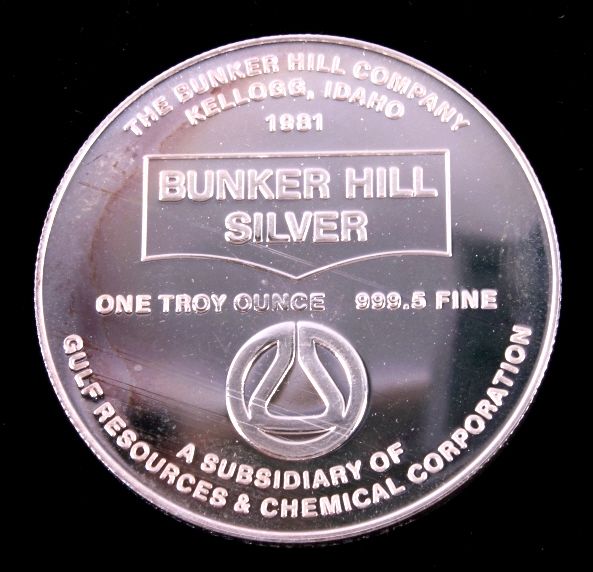 THE BUNKER HILL COMPANY
KELLOGG, IDAHO
1981
BUNKER HILL
SILVER
ONE TROY OUNCE 999.5 FINE
A SUBSIDIARY OF
GULF RESOURCES & CHEMICAL CORPORATION